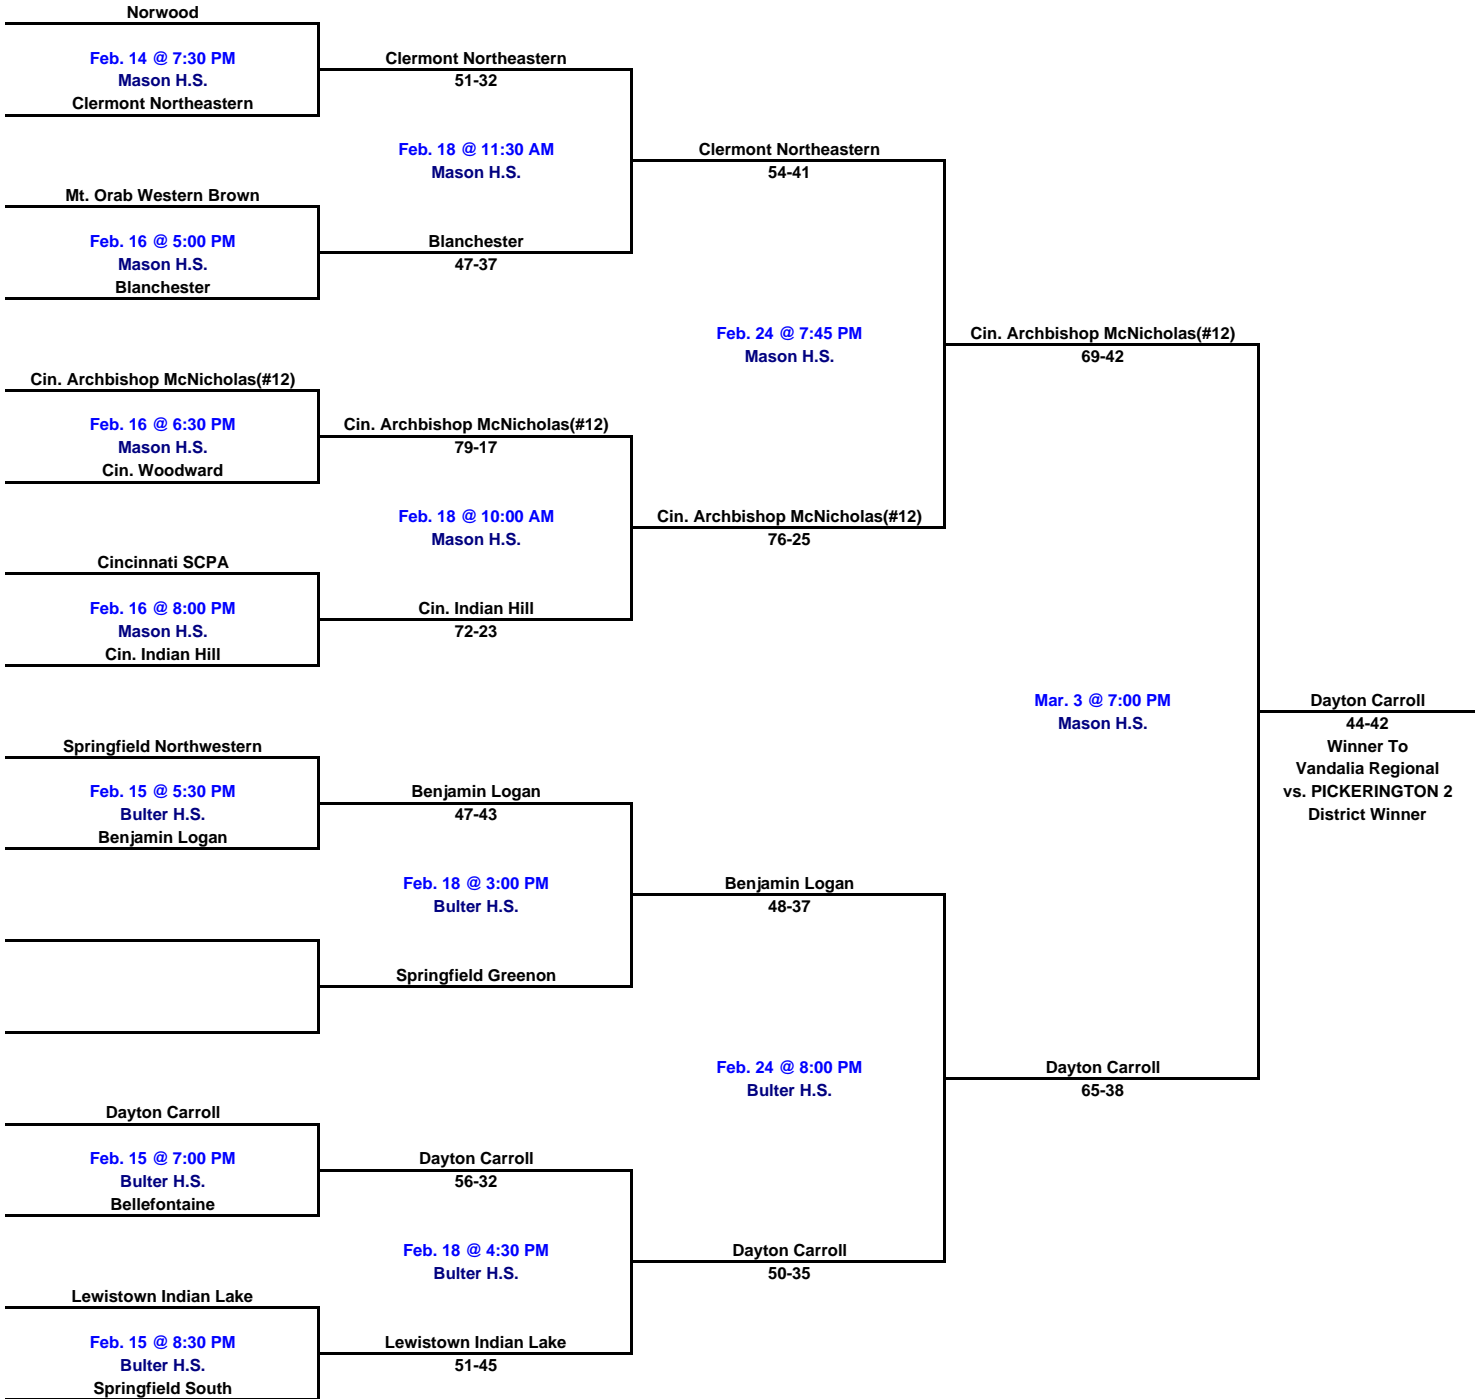 Norwood
Feb. 14 @ 7:30 PM
Mason H.S.
Clermont Northeastern
Clermont Northeastern
51-32
Feb. 18 @ 11:30 AM
Mason H.S.
Clermont Northeastern
54-41
Mt. Orab Western Brown
Feb. 16 @ 5:00 PM
Mason H.S.
Blanchester
Blanchester
47-37
Feb. 24 @ 7:45 PM
Mason H.S.
Cin. Archbishop McNicholas(#12)
69-42
Cin. Archbishop McNicholas(#12)
Feb. 16 @ 6:30 PM
Mason H.S.
Cin. Woodward
Cin. Archbishop McNicholas(#12)
79-17
Feb. 18 @ 10:00 AM
Mason H.S.
Cin. Archbishop McNicholas(#12)
76-25
Cincinnati SCPA
Feb. 16 @ 8:00 PM
Mason H.S.
Cin. Indian Hill
Cin. Indian Hill
72-23
Mar. 3 @ 7:00 PM
Mason H.S.
Dayton Carroll
44-42
Winner To
Vandalia Regional
vs. PICKERINGTON 2
District Winner
Springfield Northwestern
Feb. 15 @ 5:30 PM
Bulter H.S.
Benjamin Logan
Benjamin Logan
47-43
Feb. 18 @ 3:00 PM
Bulter H.S.
Benjamin Logan
48-37
Springfield Greenon
Feb. 24 @ 8:00 PM
Bulter H.S.
Dayton Carroll
65-38
Dayton Carroll
Feb. 15 @ 7:00 PM
Bulter H.S.
Bellefontaine
Dayton Carroll
56-32
Feb. 18 @ 4:30 PM
Bulter H.S.
Dayton Carroll
50-35
Lewistown Indian Lake
Feb. 15 @ 8:30 PM
Bulter H.S.
Springfield South
Lewistown Indian Lake
51-45